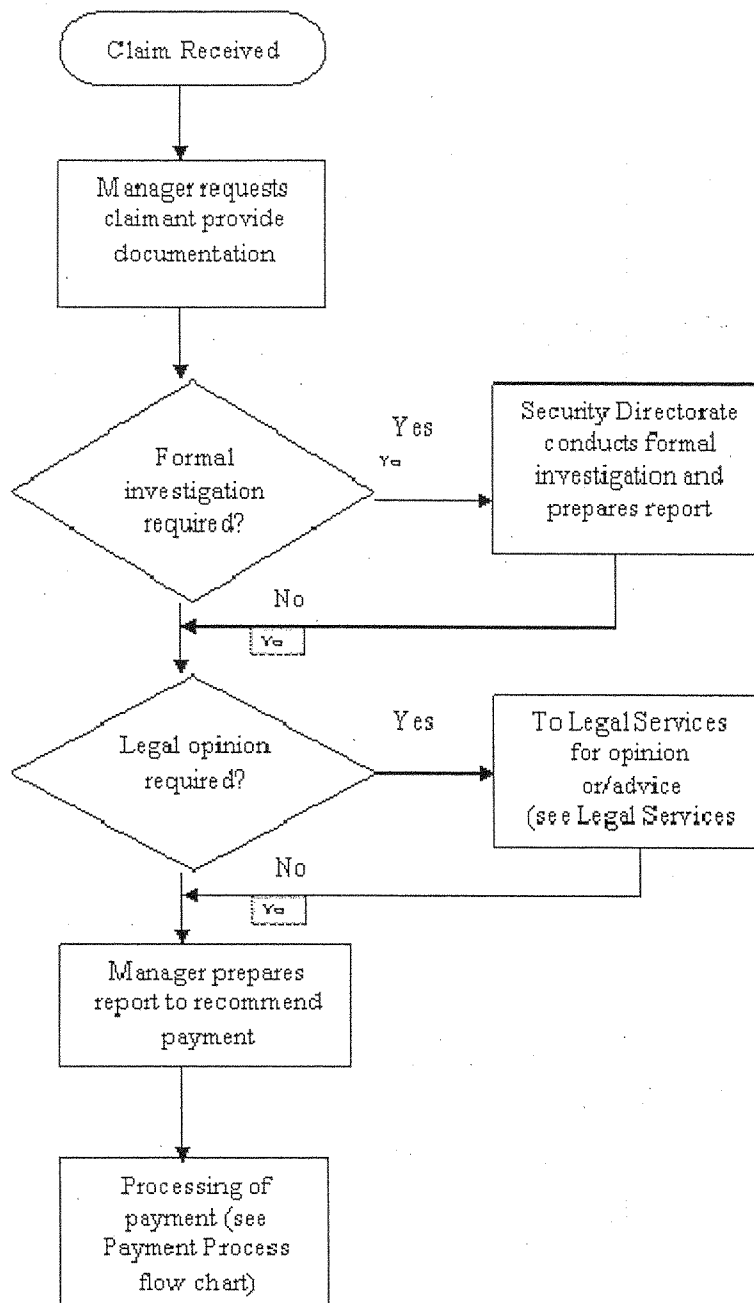 Claim Received
Manager requests
claimant provide
documentation
Formal
investigation
required?
Yes
Security Directorate
conducts formal
investigation and
prepares report
No
Legal opinion
required?
Yes
To Legal Services
for opinion
or/advice
(see Legal Services
No
Manager prepares
report to recommend
payment
Processing of
payment (see
Payment Process
flow chart)